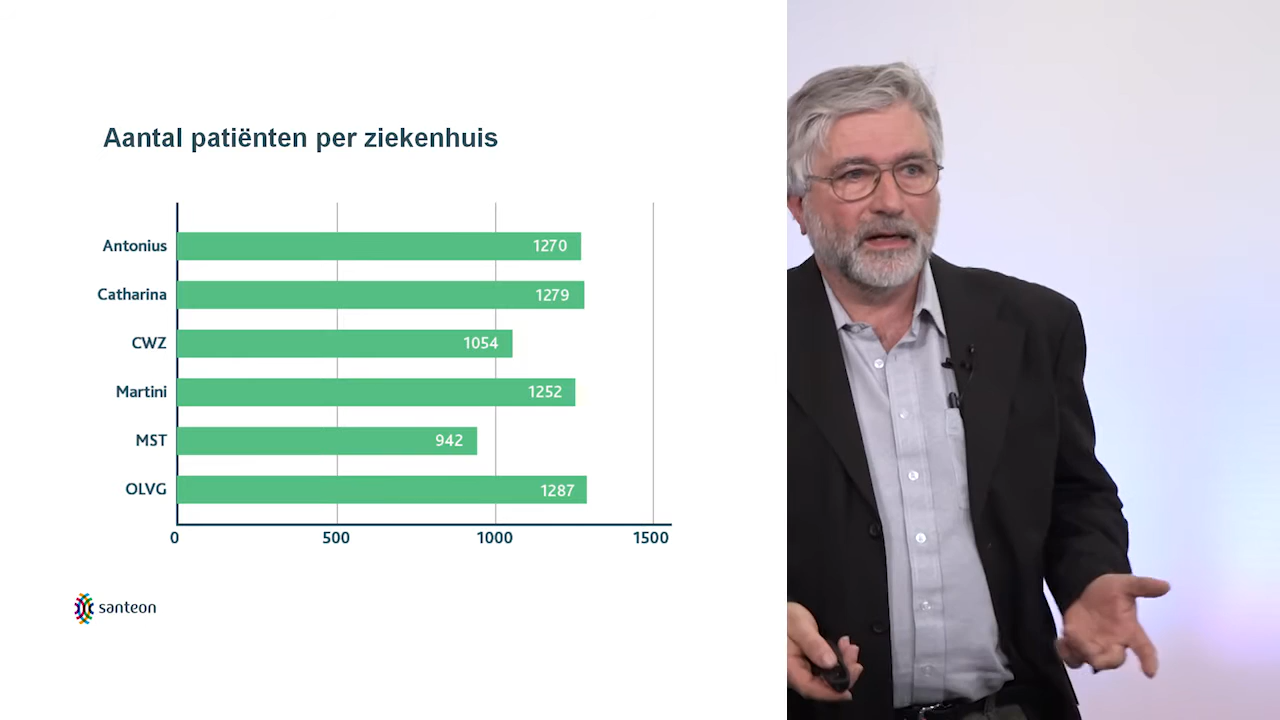 Aantal patiënten per ziekenhuis
Antonius 1270
Catharina 1279
CWZ 1054
Martini 1252
MST 942
OLVG 1287
0 500 1000 1500
santeon